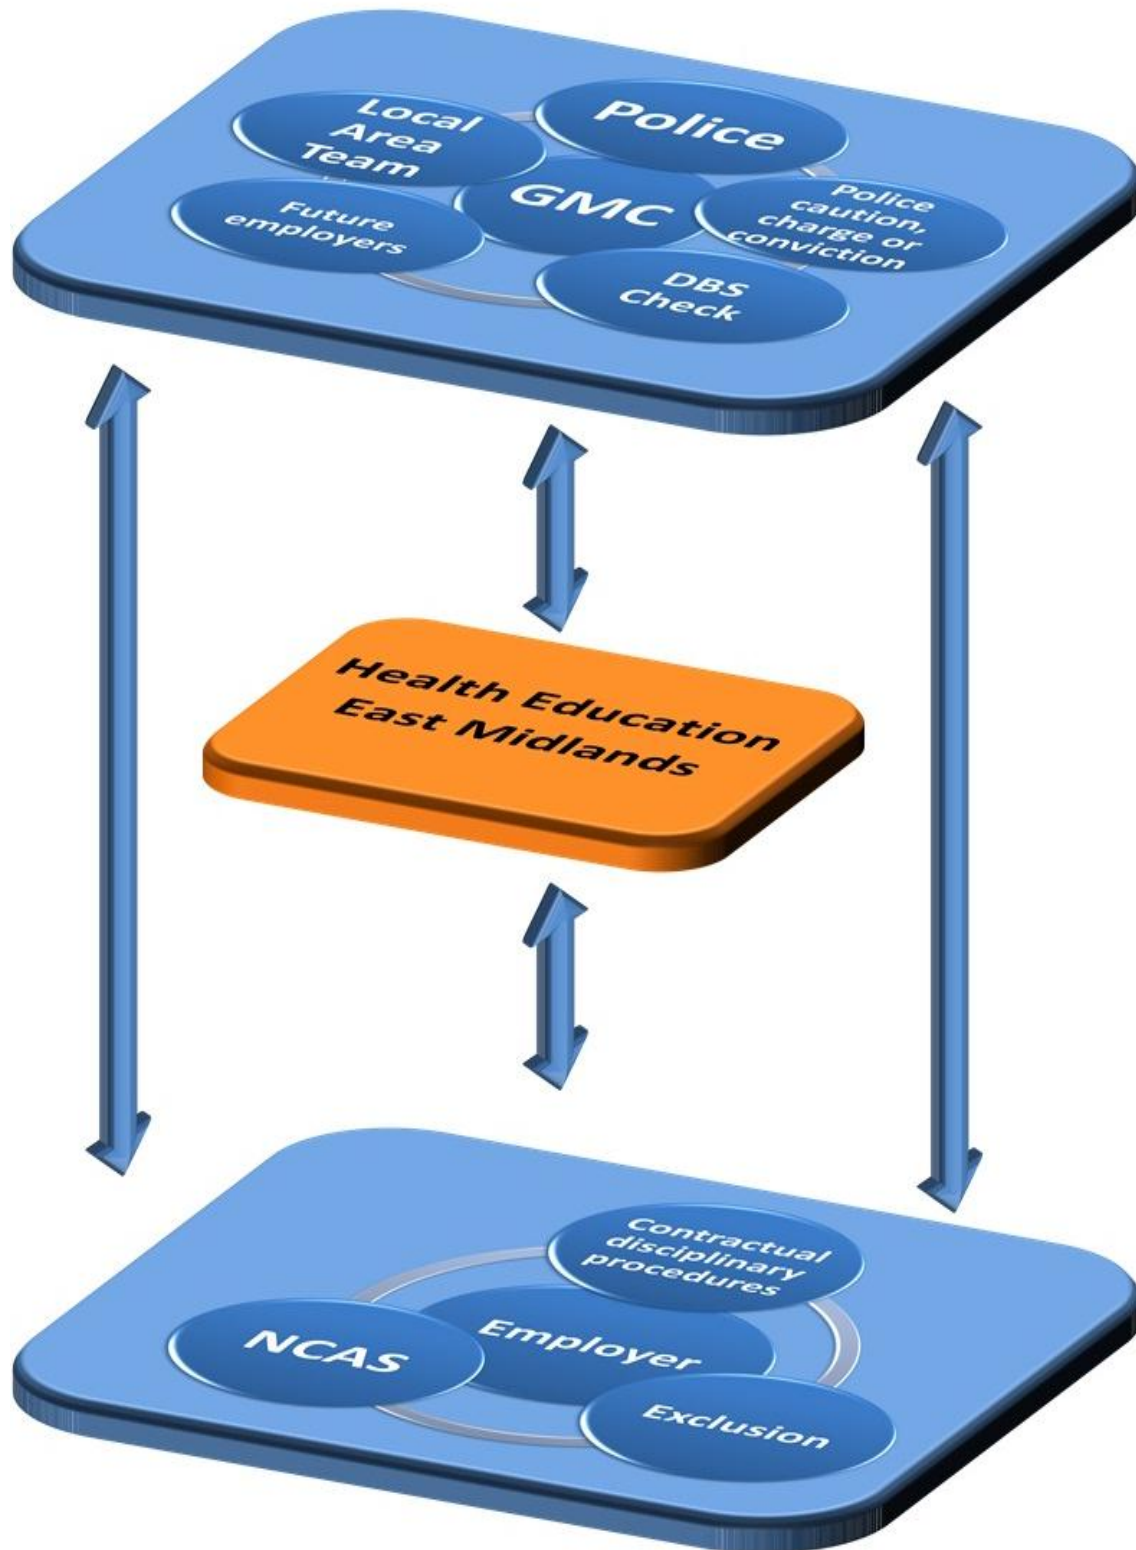 Local
Area
Team
Police
GMC
Police
caution,
charge or
conviction
Future
employers
DBS
Check
Health Education
East Midlands
Contractual
disciplinary
procedures
Employer
NCAS
Exclusion